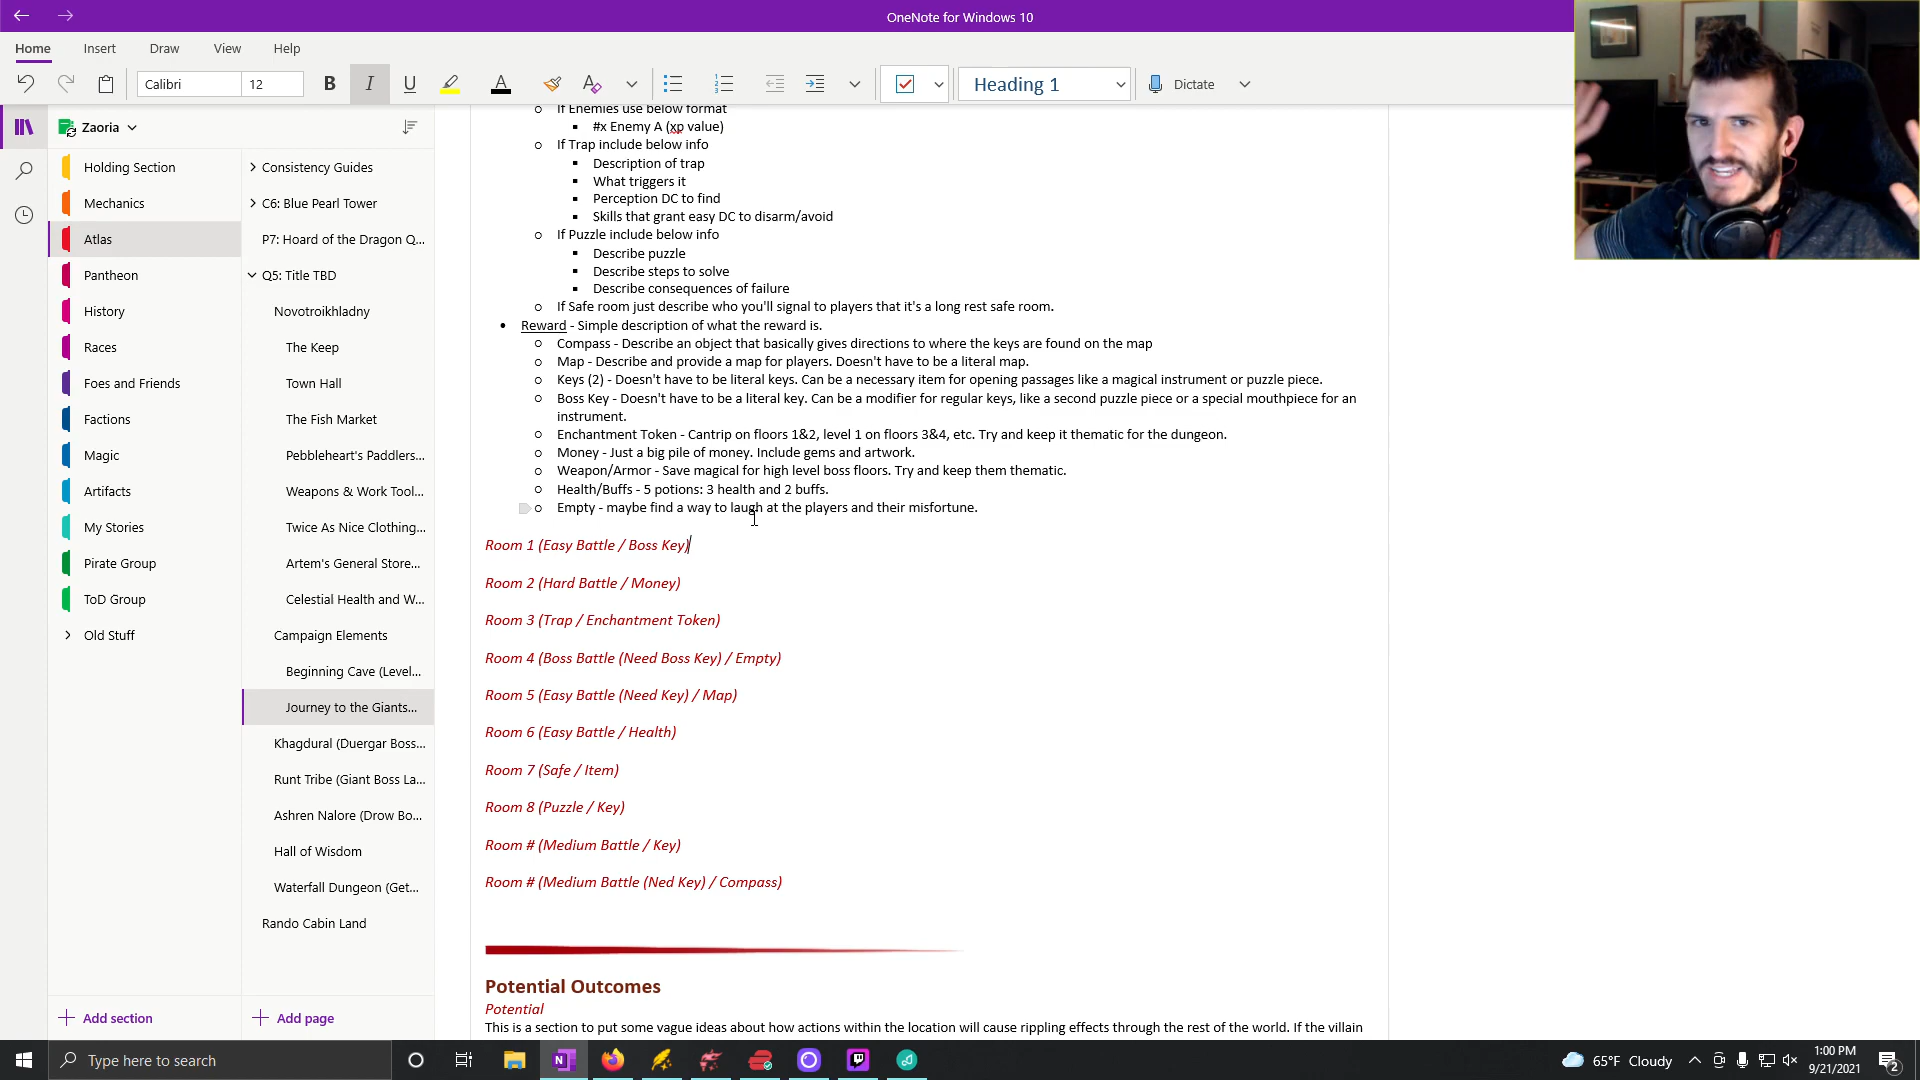 OneNote for Windows 10
Home
Insert
Draw
View
Help
Calibri
12
B
I
U
A
A
Heading 1
Dictate
Zaoria
Holding Section
Mechanics
Atlas
Pantheon
History
Races
Foes and Friends
Factions
Magic
Artifacts
My Stories
Pirate Group
ToD Group
Old Stuff
Add section
Consistency Guides
C6: Blue Pearl Tower
P7: Hoard of the Dragon Q...
Q5: Title TBD
Novotroikhladny
The Keep
Town Hall
The Fish Market
Pebbleheart's Paddlers...
Weapons & Work Tool...
Twice As Nice Clothing...
Artem's General Store...
Celestial Health and W...
Campaign Elements
Beginning Cave (Level...
Journey to the Giants...
Khagdural (Duergar Boss...
Runt Tribe (Giant Boss La...
Ashren Nalore (Drow Bo...
Hall of Wisdom
Waterfall Dungeon (Get...
Rando Cabin Land
Add page
If Enemies use below format
#x Enemy A (xp value)
If Trap include below info
Description of trap
What triggers it
Perception DC to find
Skills that grant easy DC to disarm/avoid
If Puzzle include below info
Describe puzzle
Describe steps to solve
Describe consequences of failure
If Safe room just describe who you'll signal to players that it's a long rest safe room.
Reward - Simple description of what the reward is.
Compass - Describe an object that basically gives directions to where the keys are found on the map
Map - Describe and provide a map for players. Doesn't have to be a literal map.
Keys (2) - Doesn't have to be literal keys. Can be a necessary item for opening passages like a magical instrument or puzzle piece.
Boss Key - Doesn't have to be a literal key. Can be a modifier for regular keys, like a second puzzle piece or a special mouthpiece for an
instrument.
Enchantment Token - Cantrip on floors 1&2, level 1 on floors 3&4, etc. Try and keep it thematic for the dungeon.
Money - Just a big pile of money. Include gems and artwork.
Weapon/Armor - Save magical for high level boss floors. Try and keep them thematic.
Health/Buffs - 5 potions: 3 health and 2 buffs.
Empty - maybe find a way to laugh at the players and their misfortune.
Room 1 (Easy Battle / Boss Key)
Room 2 (Hard Battle / Money)
Room 3 (Trap / Enchantment Token)
Room 4 (Boss Battle (Need Boss Key) / Empty)
Room 5 (Easy Battle (Need Key) / Map)
Room 6 (Easy Battle / Health)
Room 7 (Safe / Item)
Room 8 (Puzzle / Key)
Room # (Medium Battle / Key)
Room # (Medium Battle (Ned Key) / Compass)
Potential Outcomes
Potential
This is a section to put some vague ideas about how actions within the location will cause rippling effects through the rest of the world. If the villain
Type here to search
65°F Cloudy
1:00 PM
9/21/2021
2